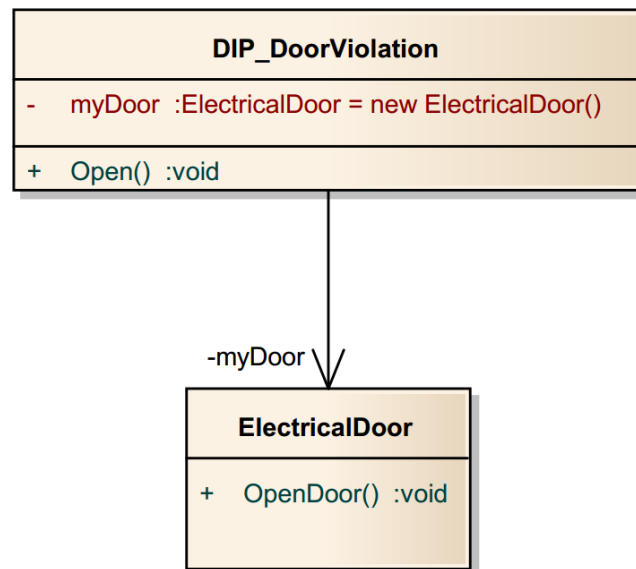 DIP_DoorViolation
- myDoor :ElectricalDoor = new ElectricalDoor()
+ Open() :void
-myDoor
ElectricalDoor
+ OpenDoor() :void